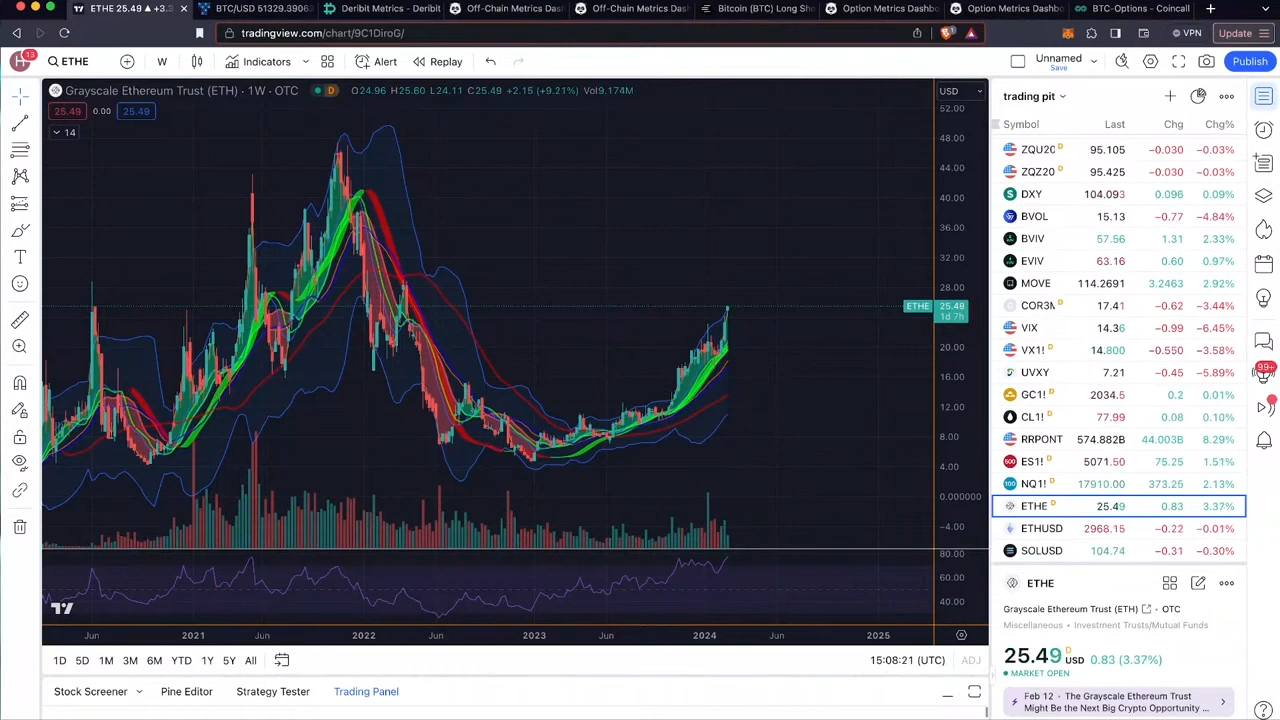 ETHE 25.49 ▲ +3.3
BTC/USD 51329.39063
Deribit Metrics - Deribit
Off-Chain Metrics Das
Off-Chain Metrics Das
Bitcoin (BTC) Long Sho
Option Metrics Dashbo
Option Metrics Dashbo
BTC-Options - Coincall
tradingview.com/chart/9C1DiroG/
VPN
Update
H
13
ETHE
W
Indicators
Alert
Replay
Unnamed
Save
Publish
Grayscale Ethereum Trust (ETH) · 1W · OTC
D
O24.96 H25.60 L24.11 C25.49 +2.15 (+9.21%) Vol9.174M
25.49 0.00 25.49
14
USD
52.00
48.00
44.00
40.00
36.00
32.00
28.00
ETHE 25.49
1d 7h
20.00
16.00
12.00
8.00
4.00
0.000000
−4.00
80.00
60.00
40.00
Jun 2021 Jun 2022 Jun 2023 Jun 2024 Jun 2025
1D 5D 1M 3M 6M YTD 1Y 5Y All
15:08:21 (UTC) ADJ
Stock Screener Pine Editor Strategy Tester Trading Panel
trading pit
Symbol Last Chg Chg%
ZQU20 D 95.105 −0.030 −0.03%
ZQZ20 D 95.425 −0.030 −0.03%
DXY 104.093 0.096 0.09%
BVOL 15.13 −0.77 −4.84%
BVIV 57.56 1.31 2.33%
EVIV 63.16 0.60 0.97%
MOVE 114.2691 3.2463 2.92%
COR3M D 17.41 −0.62 −3.44%
VIX 14.36 −0.99 −6.45%
VX1! D 14.800 −0.550 −3.58%
UVXY 7.21 −0.45 −5.89%
GC1! D 2034.5 0.2 0.01%
CL1! D 77.99 0.08 0.10%
RRPONT 574.882B 44.003B 8.29%
500 ES1! D 5071.50 75.25 1.51%
100 NQ1! D 17910.00 373.25 2.13%
ETHE D 25.49 0.83 3.37%
ETHUSD 2968.15 −0.22 −0.01%
SOLUSD 104.74 −0.31 −0.30%
99+
ETHE
Grayscale Ethereum Trust (ETH) · OTC
Miscellaneous • Investment Trusts/Mutual Funds
25.49 D USD 0.83 (3.37%)
MARKET OPEN
Feb 12 · The Grayscale Ethereum Trust
Might Be the Next Big Crypto Opportunity ...